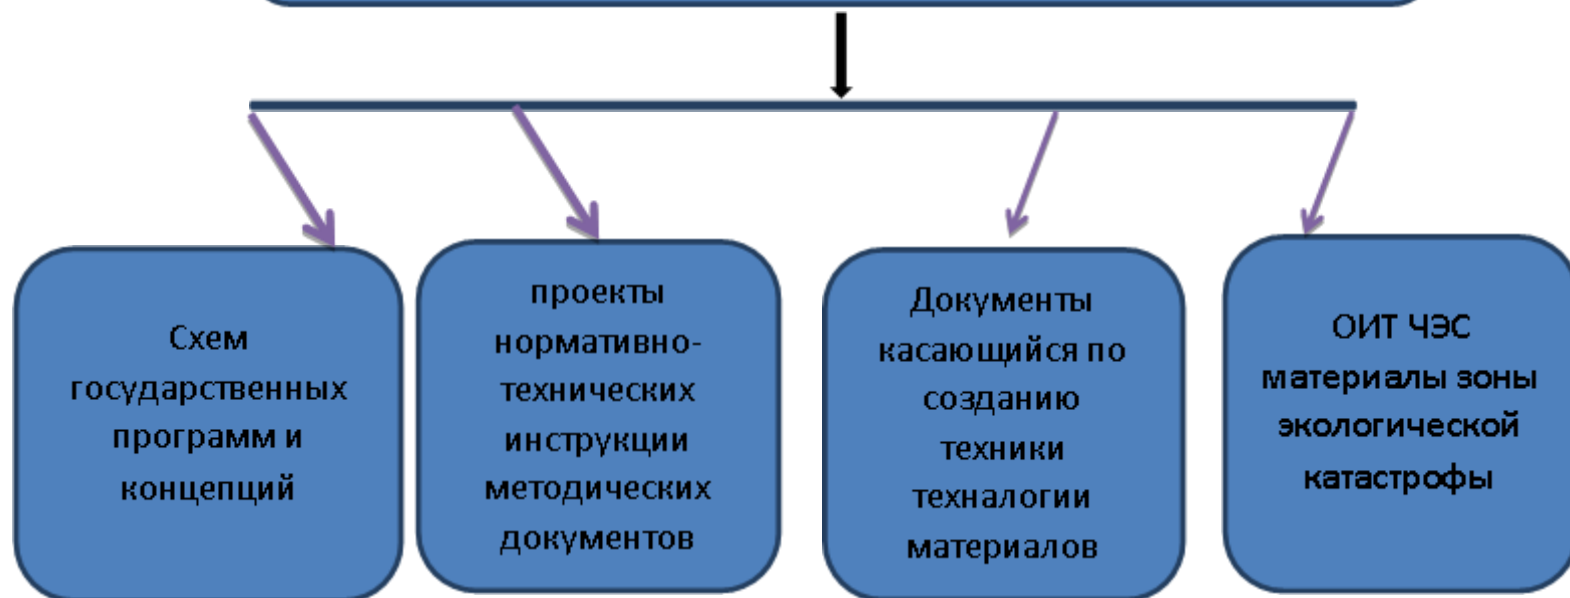 Схем
государственных
программ и
концепций
проекты
нормативно-
технических
инструкции
методических
документов
Документы
касающийся по
созданию
техники
техналогии
материалов
ОИТ ЧЭС
материалы зоны
экологической
катастрофы